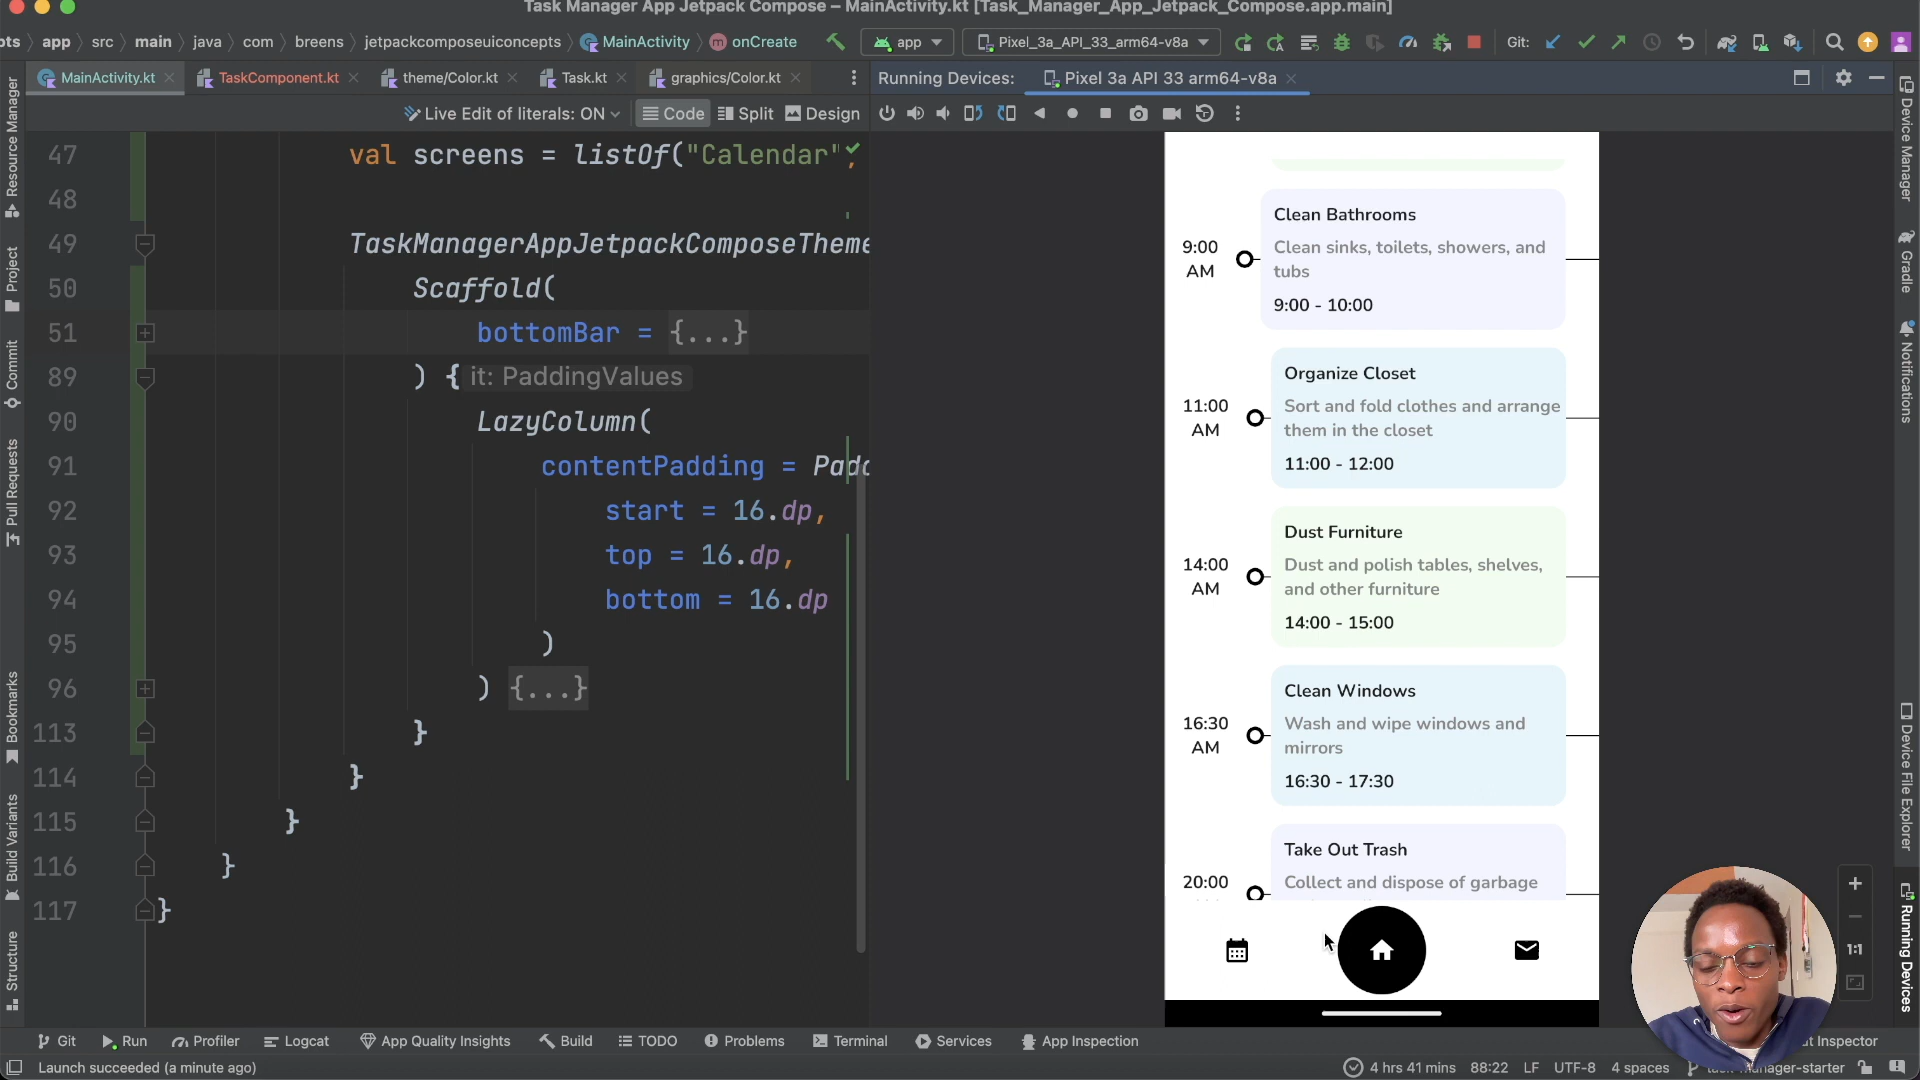 Task Manager App Jetpack Compose – MainActivity.kt [Task_Manager_App_Jetpack_Compose.app.main]
pts app src main java com breens jetpackcomposeuiconcepts MainActivity onCreate app Pixel_3a_API_33_arm64-v8a Git:
MainActivity.kt TaskComponent.kt theme/Color.kt Task.kt graphics/Color.kt Running Devices: Pixel 3a API 33 arm64-v8a
Live Edit of literals: ON Code Split Design
Resource Manager
Project
Commit
Pull Requests
Bookmarks
Build Variants
Structure
47 val screens = listOf("Calendar",
48
49 TaskManagerAppJetpackComposeTheme
50 Scaffold(
51 bottomBar = {...}
89 ) { it: PaddingValues
90 LazyColumn(
91 contentPadding = Padd
92 start = 16.dp,
93 top = 16.dp,
94 bottom = 16.dp
95 )
96 ) {...}
113 }
114 }
115 }
116 }
117 }
Clean Bathrooms
Clean sinks, toilets, showers, and
tubs
9:00 - 10:00
9:00
AM
Organize Closet
Sort and fold clothes and arrange
them in the closet
11:00 - 12:00
11:00
AM
Dust Furniture
Dust and polish tables, shelves,
and other furniture
14:00 - 15:00
14:00
AM
Clean Windows
Wash and wipe windows and
mirrors
16:30 - 17:30
16:30
AM
Take Out Trash
Collect and dispose of garbage
20:00
Device Manager
Gradle
Notifications
Device File Explorer
Running Devices
1:1
Git Run Profiler Logcat App Quality Insights Build TODO Problems Terminal Services App Inspection Inspector
Launch succeeded (a minute ago) 4 hrs 41 mins 88:22 LF UTF-8 4 spaces task-manager-starter